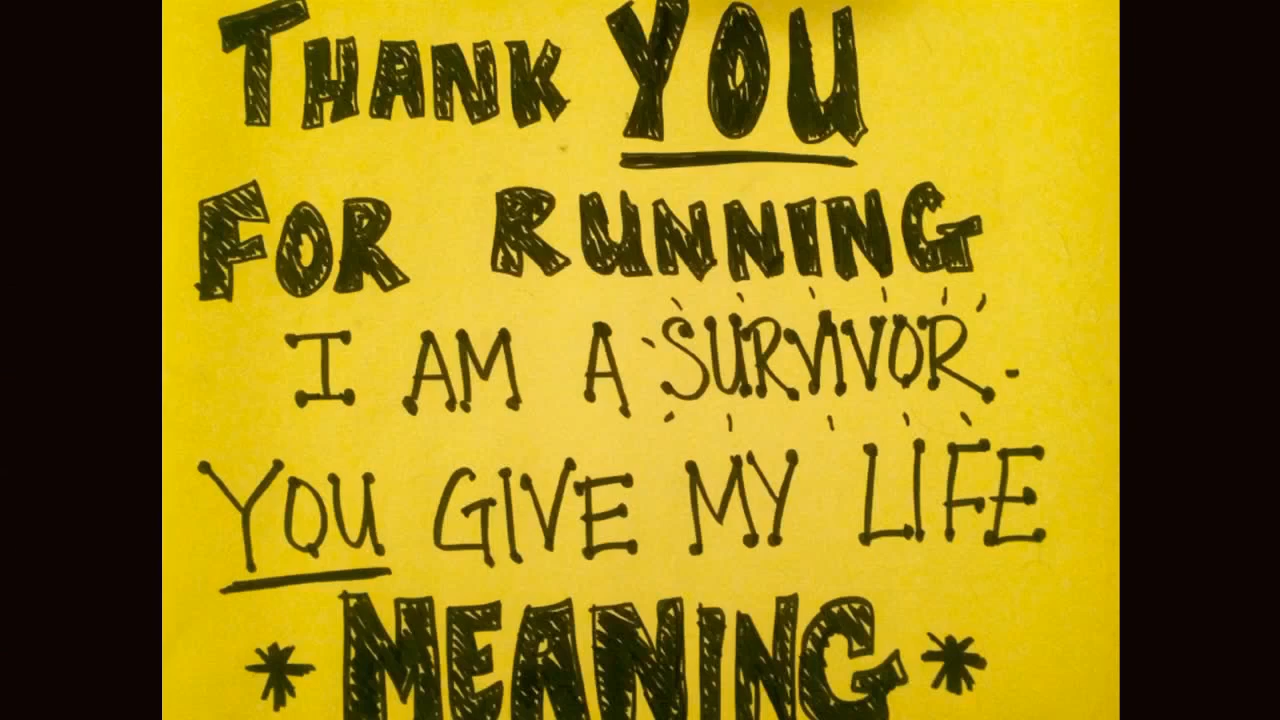 THANK YOU
FOR RUNNING
I AM A SURVIVOR.
YOU GIVE MY LIFE
*MEANING*